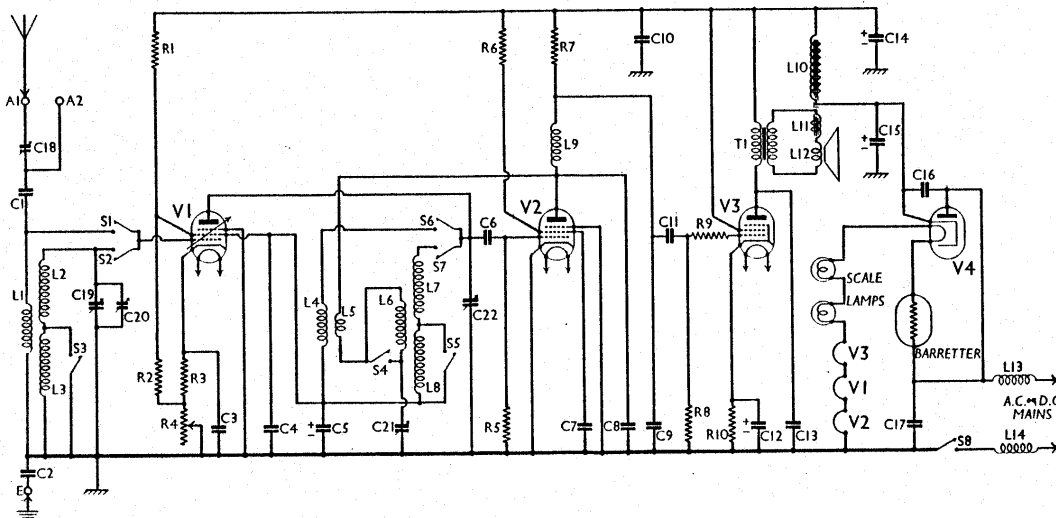 R1
R6
R7
C10
C14
L10
A1
A2
C18
L11
C15
T1
L12
L9
C16
C1
S1
V1
S6
C6
V2
C11
R9
V3
S2
S7
V4
L2
L7
L1
C19
C20
L4
L5
L6
C22
SCALE
LAMPS
S3
S5
BARRETTER
S4
V3
L3
R2
R3
L8
L13
V1
A.C. or D.C.
MAINS
R4
C3
C4
C5
C21
R5
C7
C8
C9
R8
R10
C12
C13
V2
C17
S8
L14
C2
E